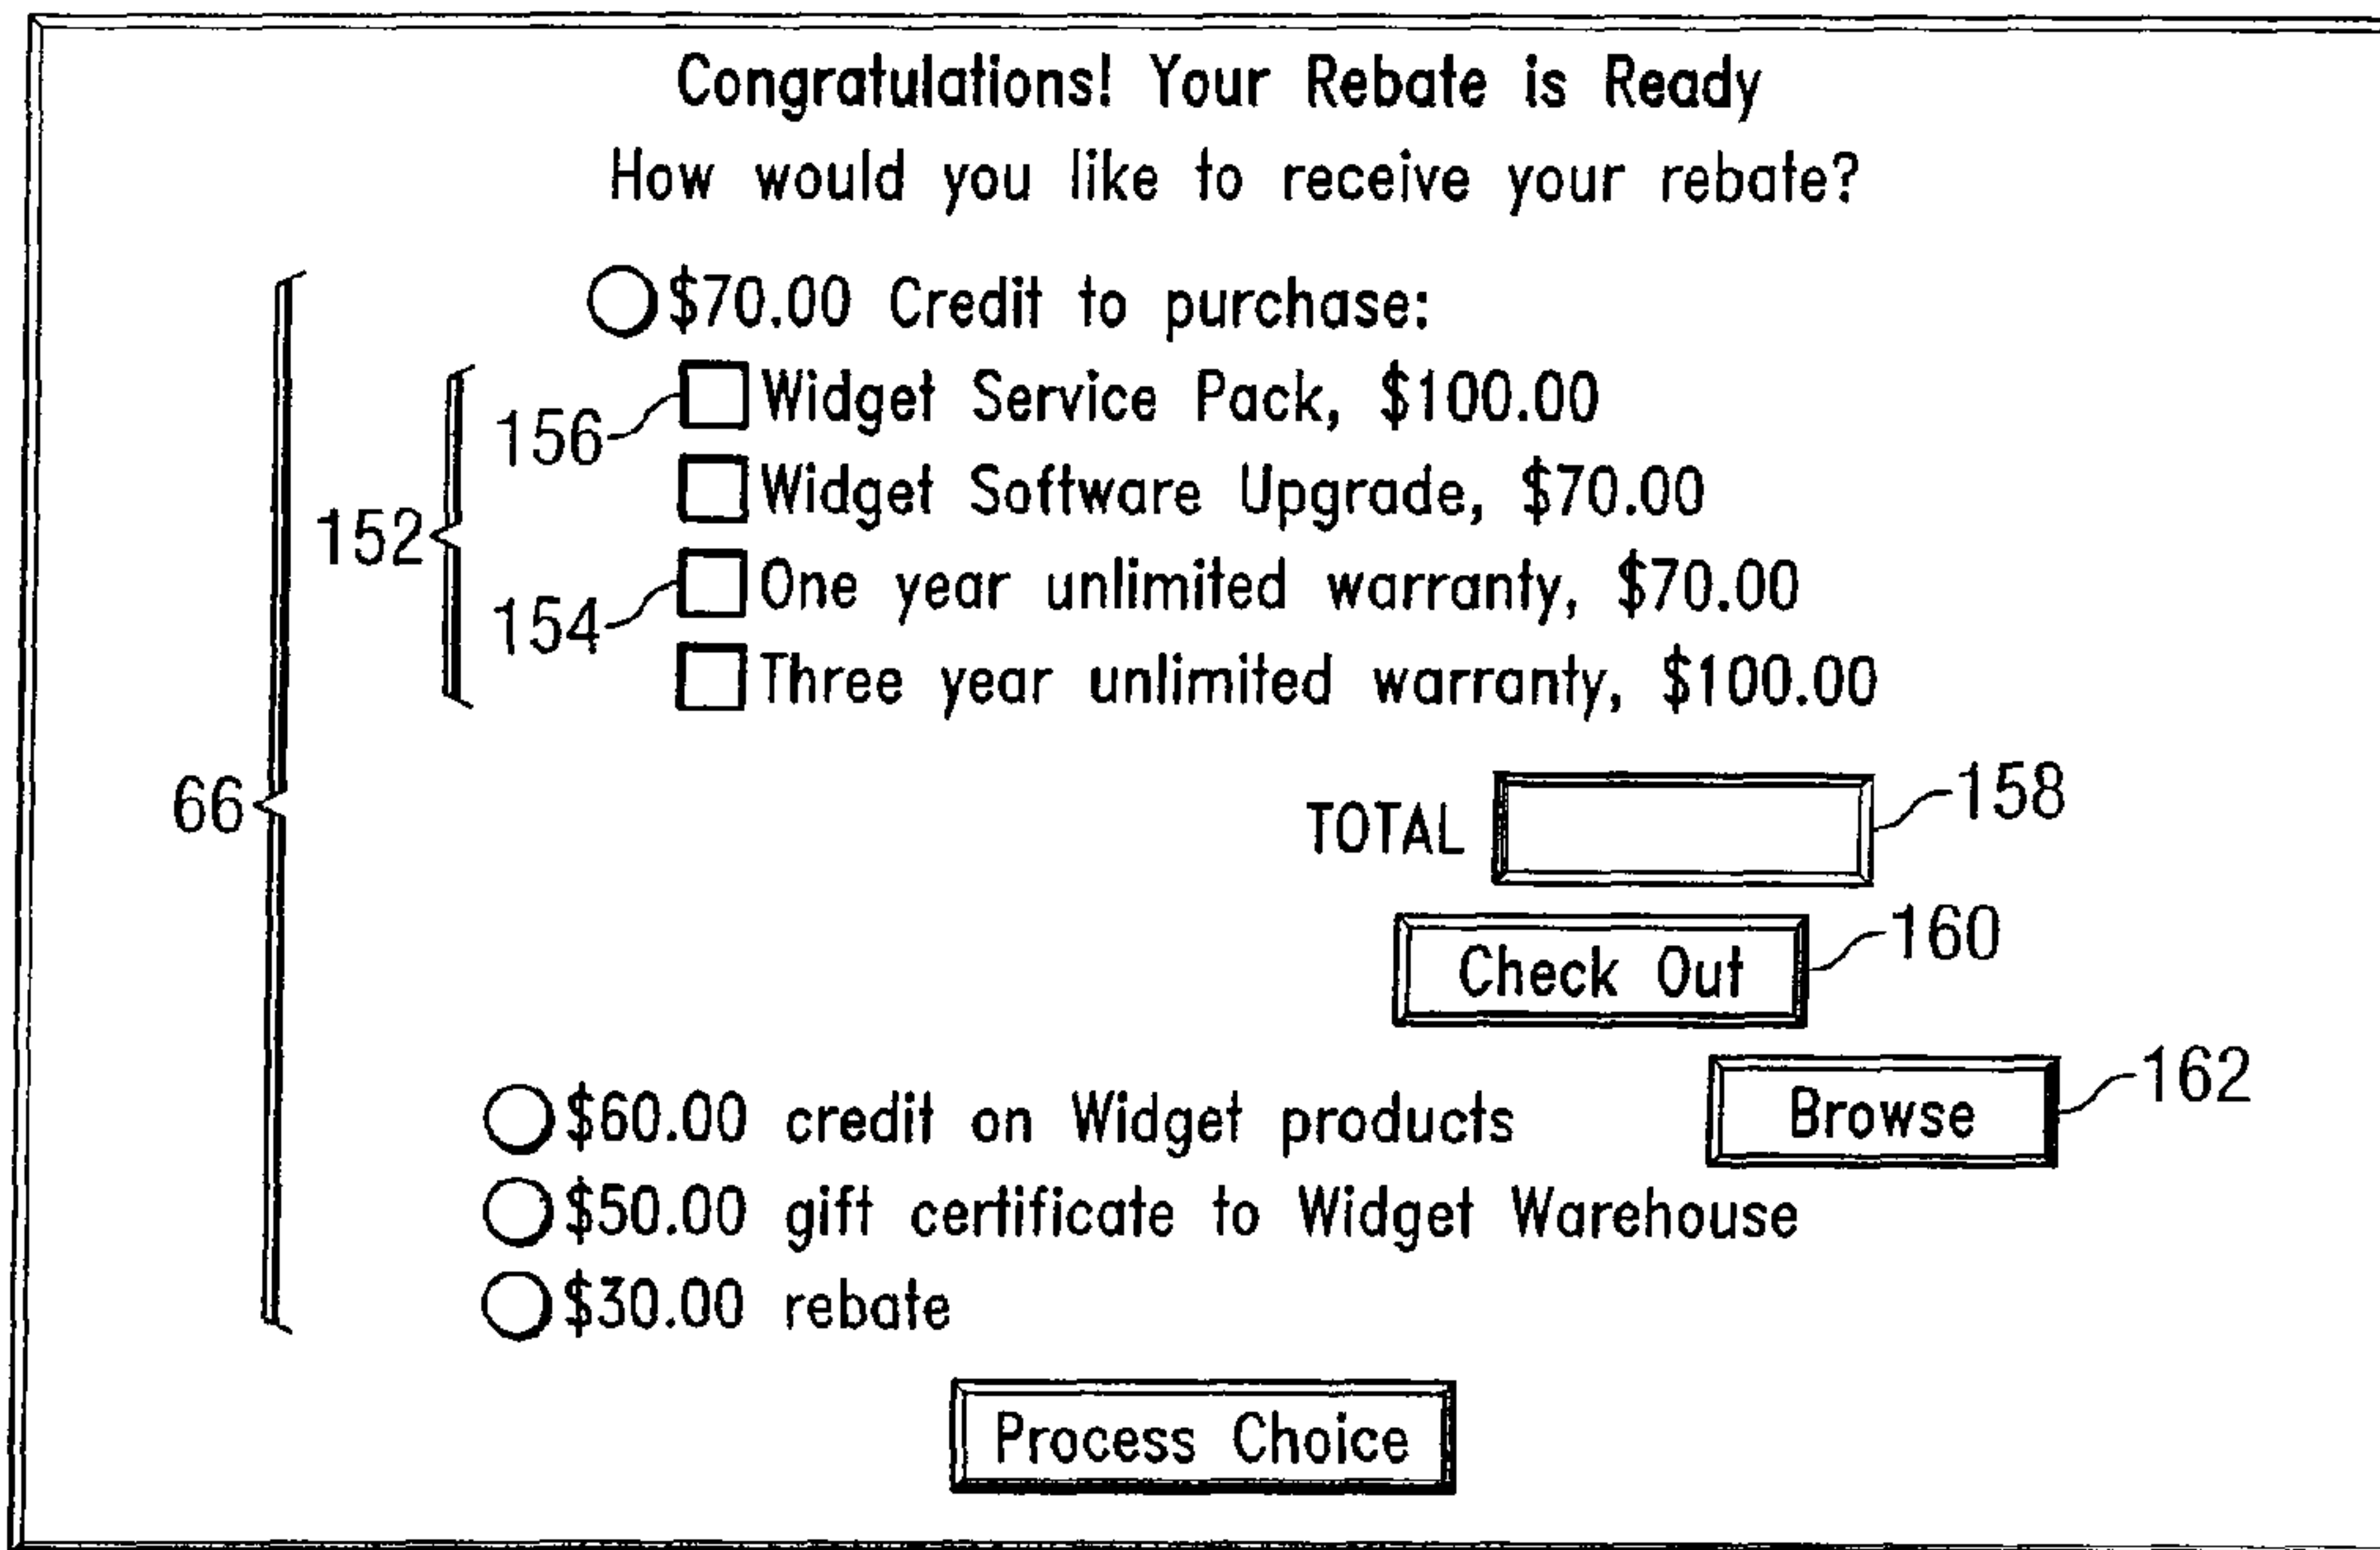 Congratulations! Your Rebate is Ready
How would you like to receive your rebate?
$70.00 Credit to purchase:
156 Widget Service Pack, $100.00
Widget Software Upgrade, $70.00
152
154 One year unlimited warranty, $70.00
Three year unlimited warranty, $100.00
66
TOTAL 158
Check Out 160
$60.00 credit on Widget products Browse 162
$50.00 gift certificate to Widget Warehouse
$30.00 rebate
Process Choice